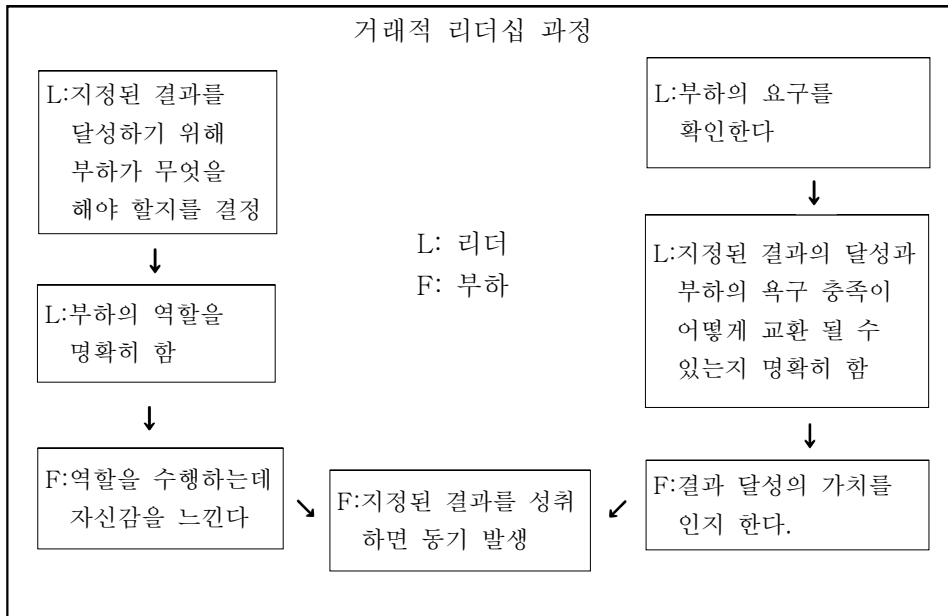 거래적 리더십 과정
L:지정된 결과를
달성하기 위해
부하가 무엇을
해야 할지를 결정
L:부하의 역할을
명확히 함
F:역할을 수행하는데
자신감을 느낀다
L: 리더
F: 부하
L:부하의 요구를
확인한다
L:지정된 결과의 달성과
부하의 욕구 충족이
어떻게 교환 될 수
있는지 명확히 함
F:결과 달성의 가치를
인지 한다.
F:지정된 결과를 성취
하면 동기 발생